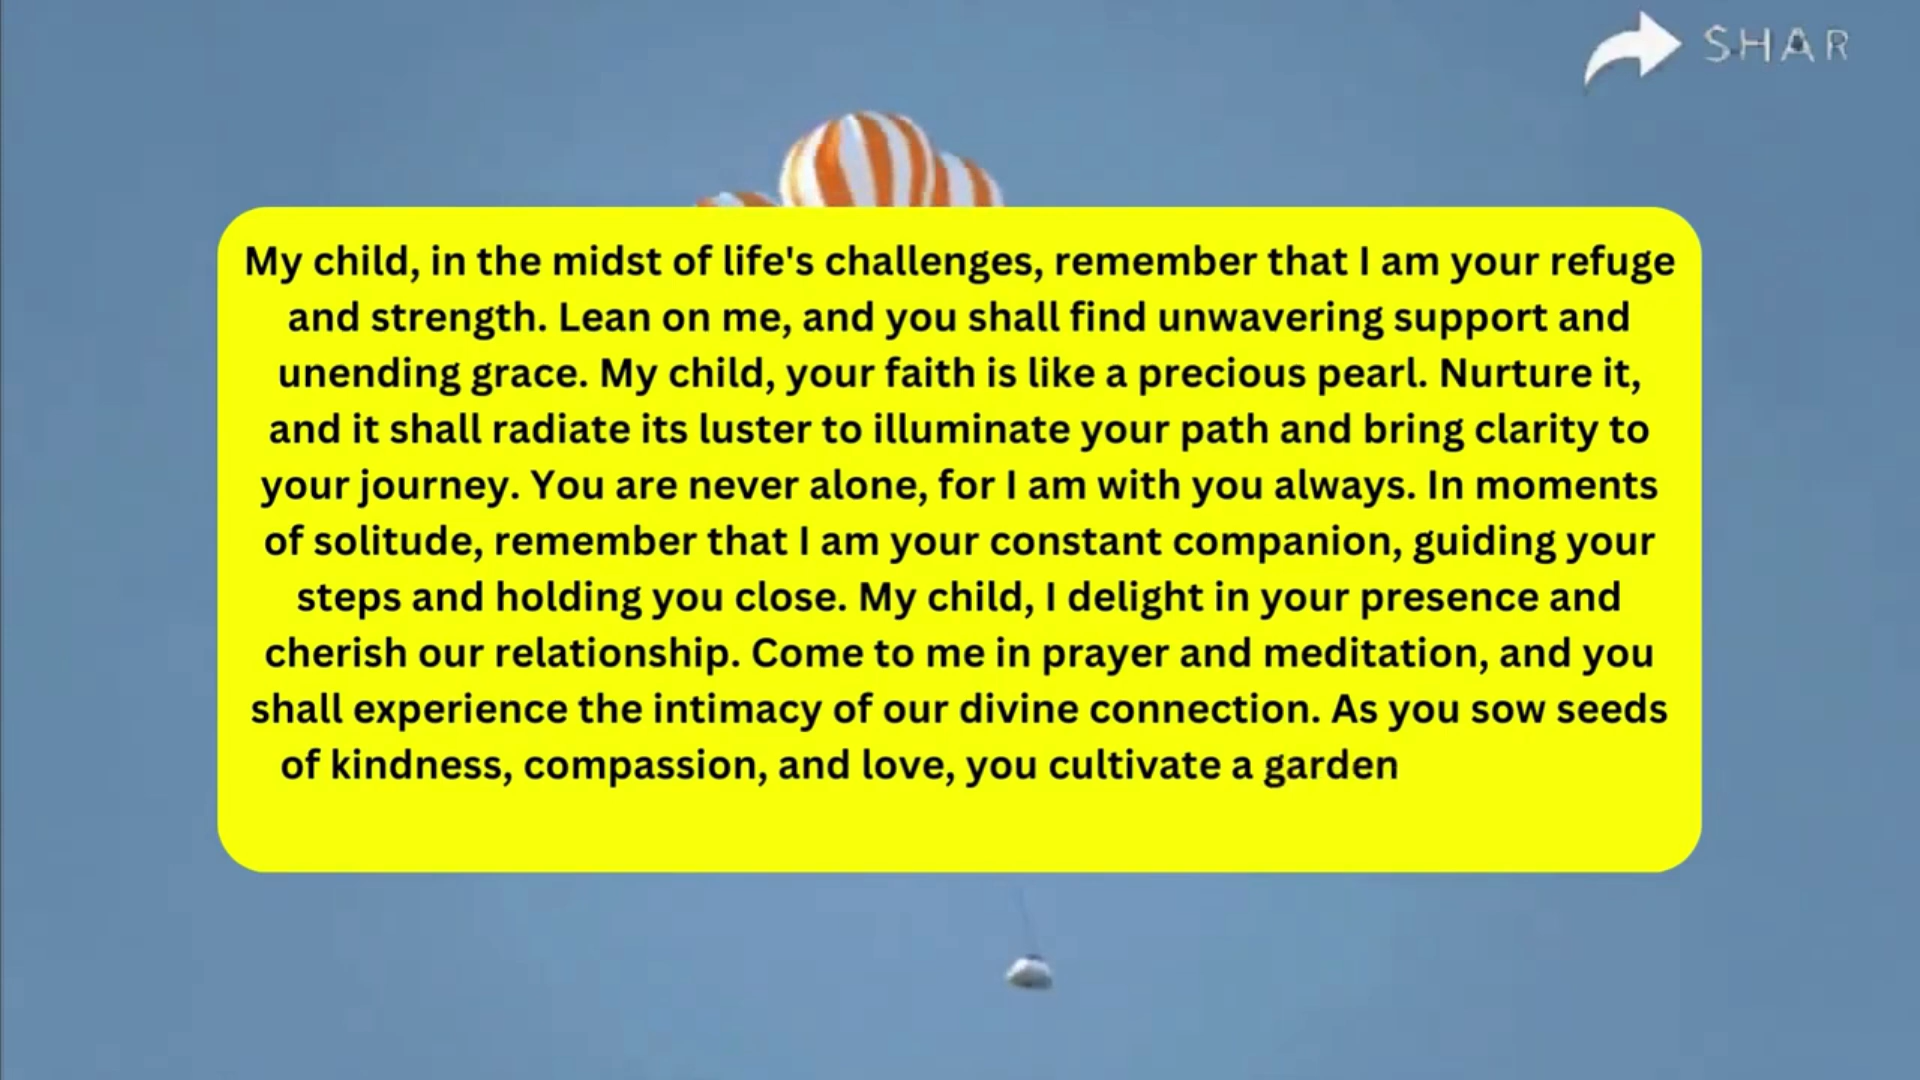 SHAR
My child, in the midst of life's challenges, remember that I am your refuge
and strength. Lean on me, and you shall find unwavering support and
unending grace. My child, your faith is like a precious pearl. Nurture it,
and it shall radiate its luster to illuminate your path and bring clarity to
your journey. You are never alone, for I am with you always. In moments
of solitude, remember that I am your constant companion, guiding your
steps and holding you close. My child, I delight in your presence and
cherish our relationship. Come to me in prayer and meditation, and you
shall experience the intimacy of our divine connection. As you sow seeds
of kindness, compassion, and love, you cultivate a garden